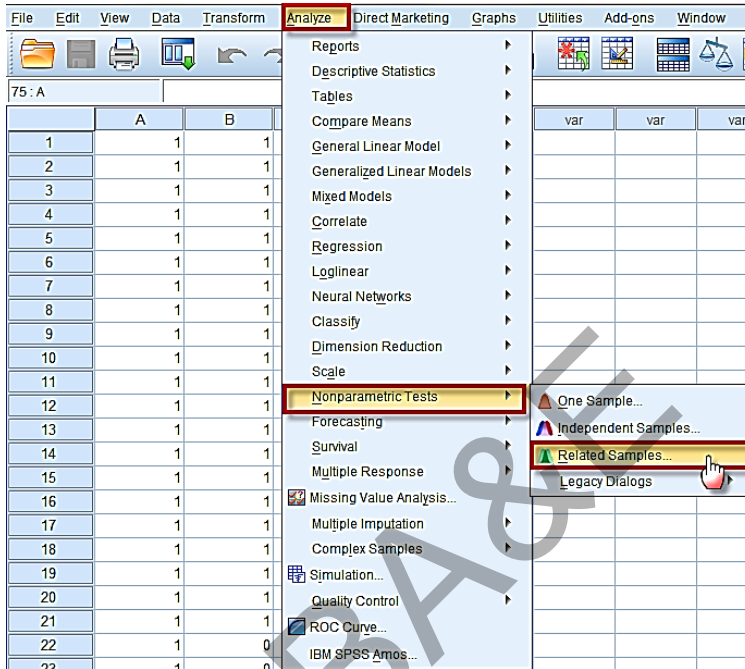 File Edit View Data Transform Analyze Direct Marketing Graphs Utilities Add-ons Window
75 : A
A B var var var
1 1 1
2 1 1
3 1 1
4 1 1
5 1 1
6 1 1
7 1 1
8 1 1
9 1 1
10 1 1
11 1 1
12 1 1
13 1 1
14 1 1
15 1 1
16 1 1
17 1 1
18 1 1
19 1 1
20 1 1
21 1 1
22 1 0
23 1 0
Reports
Descriptive Statistics
Tables
Compare Means
General Linear Model
Generalized Linear Models
Mixed Models
Correlate
Regression
Loglinear
Neural Networks
Classify
Dimension Reduction
Scale
Nonparametric Tests
Forecasting
Survival
Multiple Response
Missing Value Analysis...
Multiple Imputation
Complex Samples
Simulation...
Quality Control
ROC Curve...
IBM SPSS Amos...
One Sample...
Independent Samples...
Related Samples...
Legacy Dialogs
BA&E